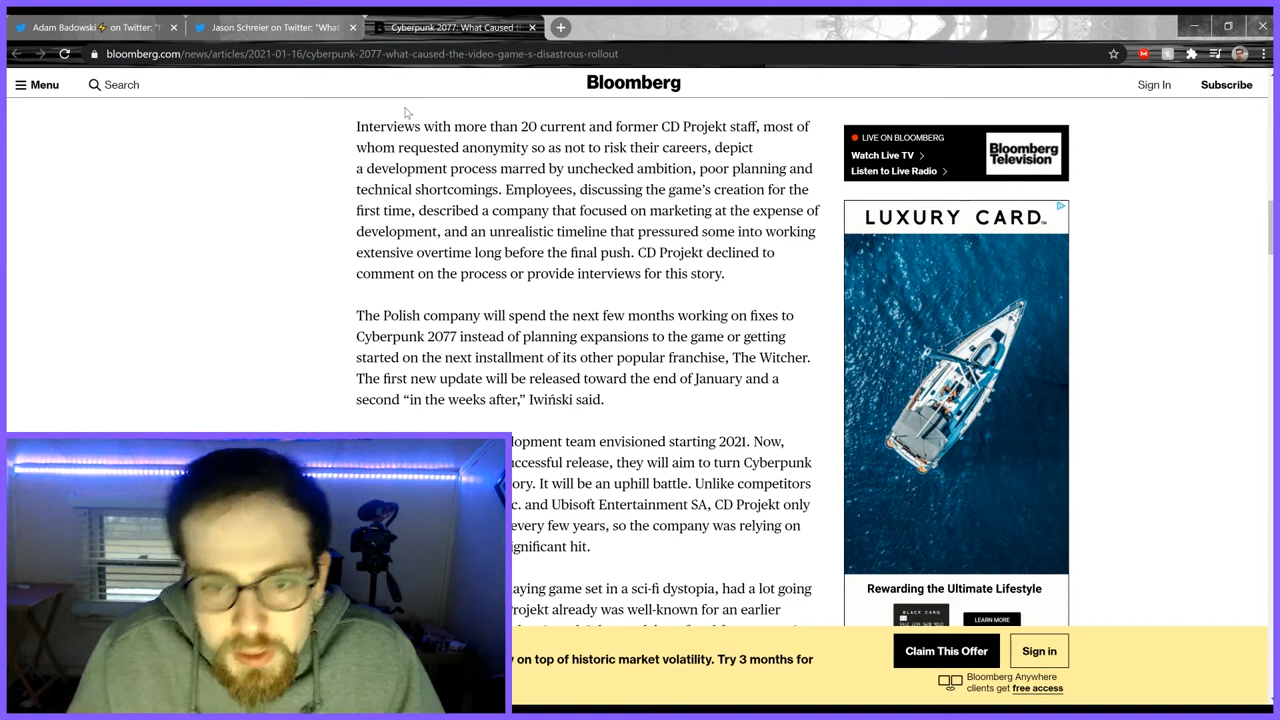 Adam Badowski⚡ on Twitter: "I
Jason Schreier on Twitter: "What
Cyberpunk 2077: What Caused
bloomberg.com/news/articles/2021-01-16/cyberpunk-2077-what-caused-the-video-game-s-disastrous-rollout
Menu
Search
Bloomberg
Sign In
Subscribe
Interviews with more than 20 current and former CD Projekt staff, most of
whom requested anonymity so as not to risk their careers, depict
a development process marred by unchecked ambition, poor planning and
technical shortcomings. Employees, discussing the game's creation for the
first time, described a company that focused on marketing at the expense of
development, and an unrealistic timeline that pressured some into working
extensive overtime long before the final push. CD Projekt declined to
comment on the process or provide interviews for this story.
The Polish company will spend the next few months working on fixes to
Cyberpunk 2077 instead of planning expansions to the game or getting
started on the next installment of its other popular franchise, The Witcher.
The first new update will be released toward the end of January and a
second “in the weeks after,” Iwiński said.
lopment team envisioned starting 2021. Now,
uccessful release, they will aim to turn Cyberpunk
ory. It will be an uphill battle. Unlike competitors
c. and Ubisoft Entertainment SA, CD Projekt only
every few years, so the company was relying on
ignificant hit.
laying game set in a sci-fi dystopia, had a lot going
Projekt already was well-known for an earlier
LIVE ON BLOOMBERG
Watch Live TV
Listen to Live Radio
Bloomberg
Television
LUXURY CARD™
Rewarding the Ultimate Lifestyle
BLACK CARD
LEARN MORE
y on top of historic market volatility. Try 3 months for
Claim This Offer
Sign in
Bloomberg Anywhere
clients get free access